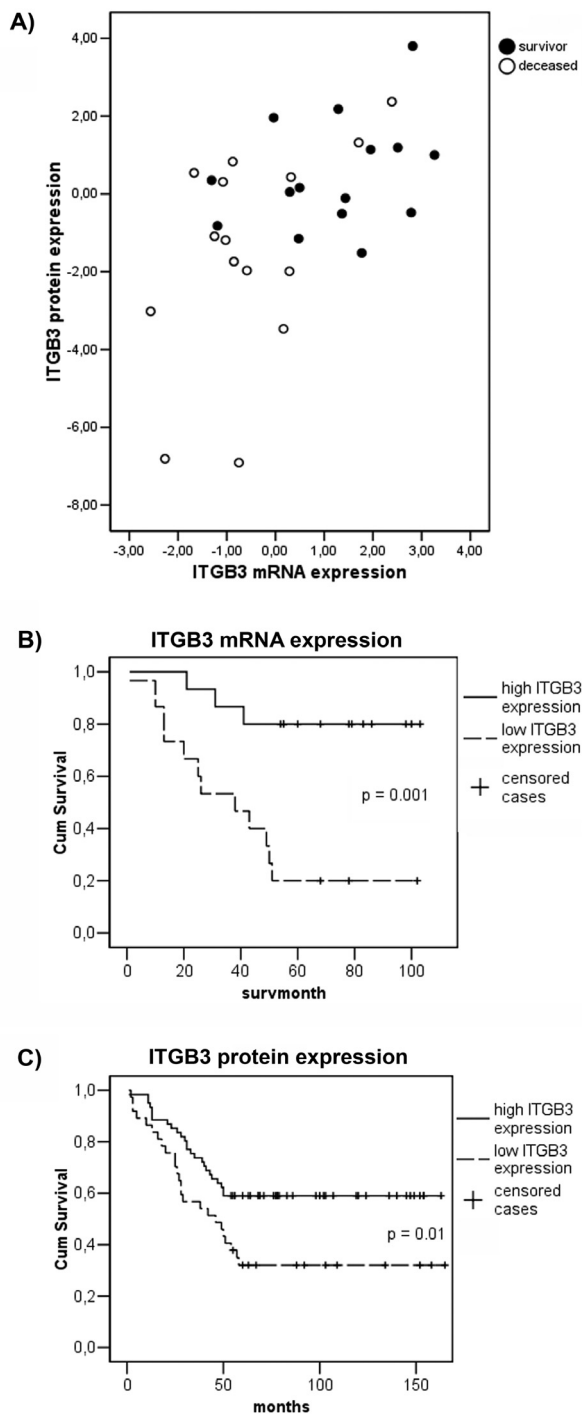 A)
survivor
deceased
4,00
2,00
0,00
-2,00
-4,00
-6,00
-8,00
ITGB3 protein expression
-3,00 -2,00 -1,00 0,00 1,00 2,00 3,00 4,00
ITGB3 mRNA expression
B)
ITGB3 mRNA expression
1,0
0,8
0,6
0,4
0,2
0,0
Cum Survival
high ITGB3
expression
low ITGB3
expression
censored
cases
p = 0.001
0 20 40 60 80 100
survmonth
C)
ITGB3 protein expression
1,0
0,8
0,6
0,4
0,2
0,0
Cum Survival
high ITGB3
expression
low ITGB3
expression
censored
cases
p = 0.01
0 50 100 150
months